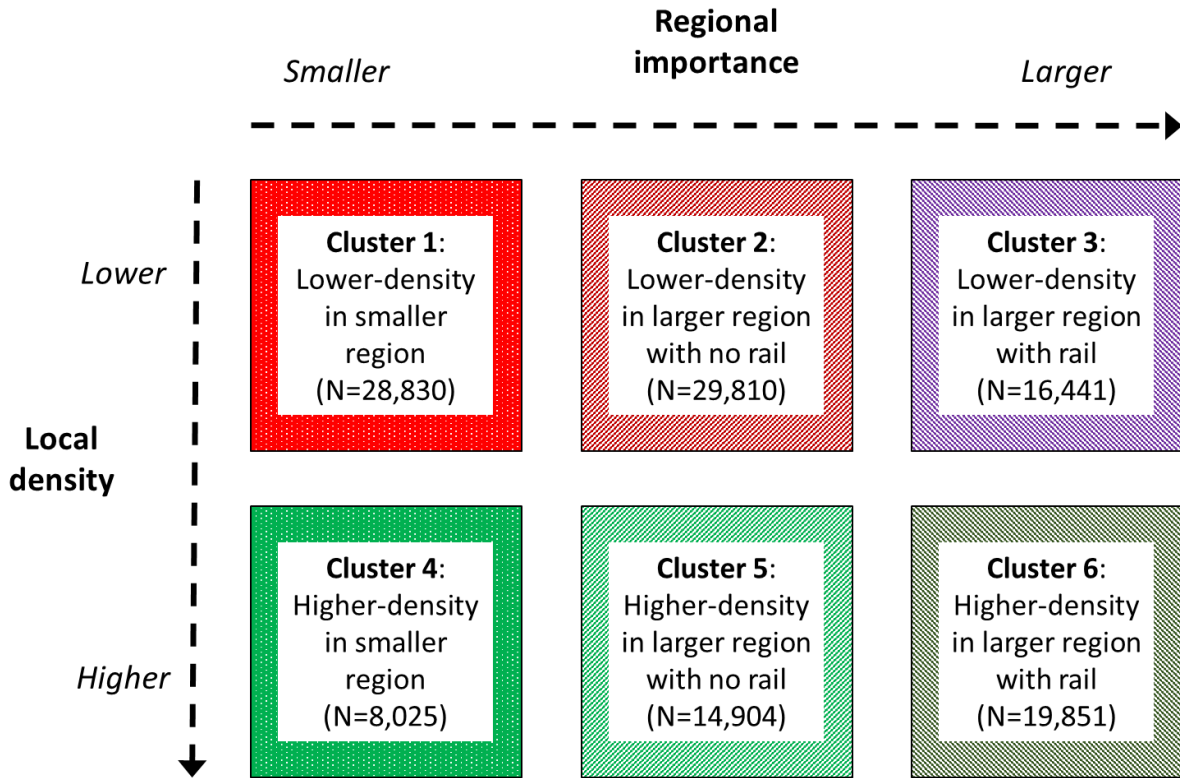 Regional
importance
Smaller
Larger
Lower
Higher
Local
density
Cluster 1:
Lower-density
in smaller
region
(N=28,830)
Cluster 2:
Lower-density
in larger region
with no rail
(N=29,810)
Cluster 3:
Lower-density
in larger region
with rail
(N=16,441)
Cluster 4:
Higher-density
in smaller
region
(N=8,025)
Cluster 5:
Higher-density
in larger region
with no rail
(N=14,904)
Cluster 6:
Higher-density
in larger region
with rail
(N=19,851)